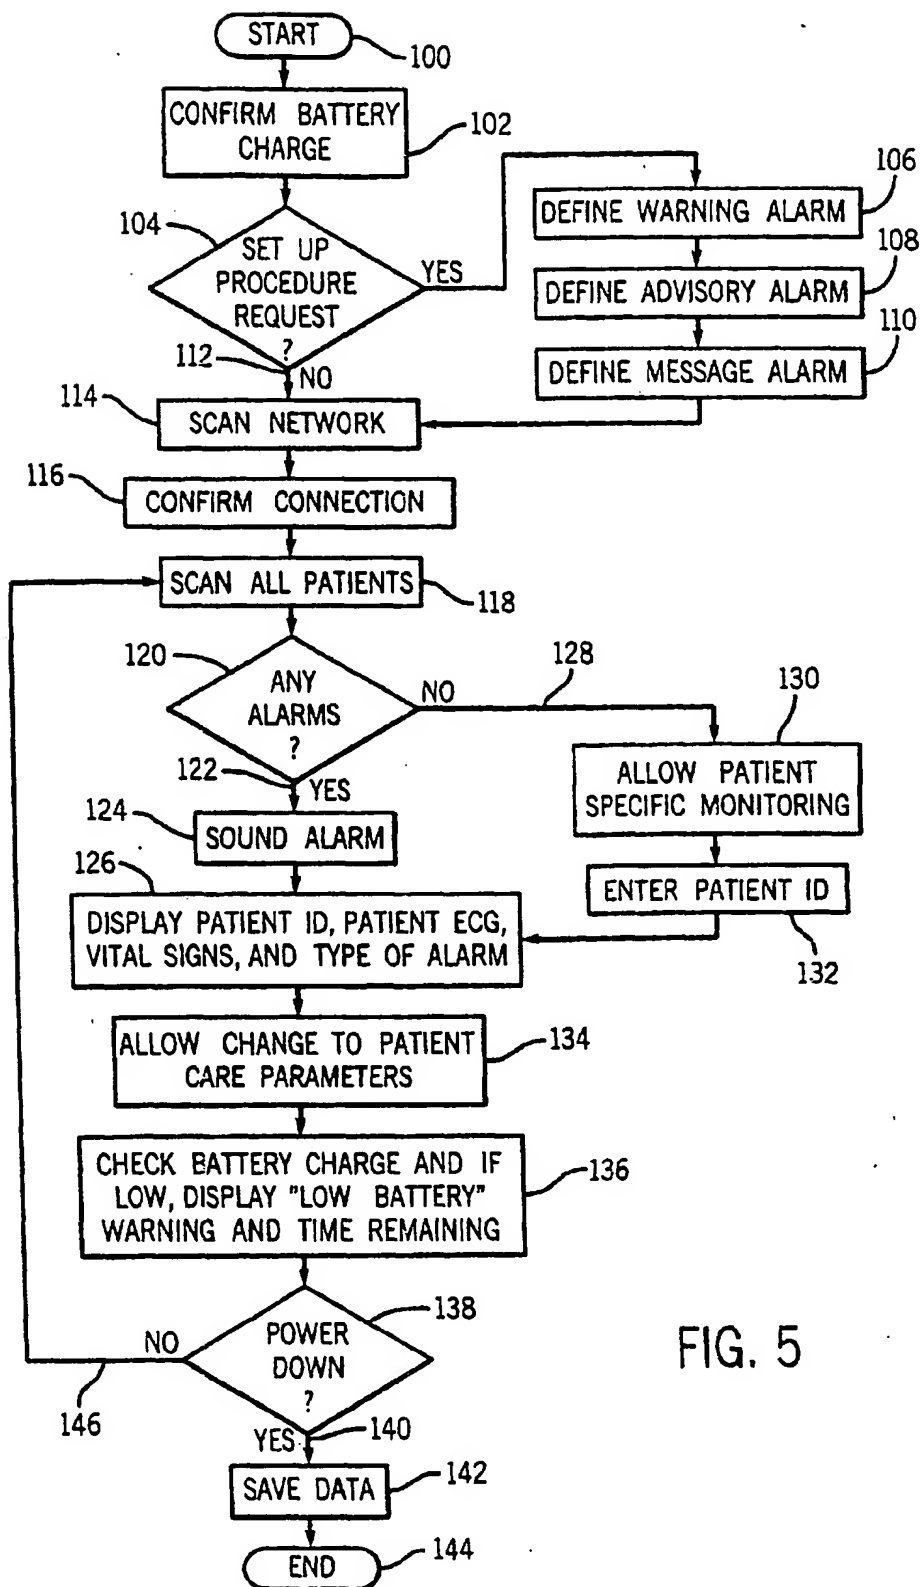 START
100
CONFIRM BATTERY
CHARGE
102
104
SET UP
PROCEDURE
REQUEST
?
YES
106
DEFINE WARNING ALARM
108
DEFINE ADVISORY ALARM
110
DEFINE MESSAGE ALARM
112
NO
114
SCAN NETWORK
116
CONFIRM CONNECTION
SCAN ALL PATIENTS
118
120
ANY
ALARMS
?
NO
128
130
ALLOW PATIENT
SPECIFIC MONITORING
122
YES
124
SOUND ALARM
ENTER PATIENT ID
132
126
DISPLAY PATIENT ID, PATIENT ECG,
VITAL SIGNS, AND TYPE OF ALARM
ALLOW CHANGE TO PATIENT
CARE PARAMETERS
134
CHECK BATTERY CHARGE AND IF
LOW, DISPLAY "LOW BATTERY"
WARNING AND TIME REMAINING
136
138
POWER
DOWN
?
NO
146
YES
140
SAVE DATA
142
END
144
FIG. 5